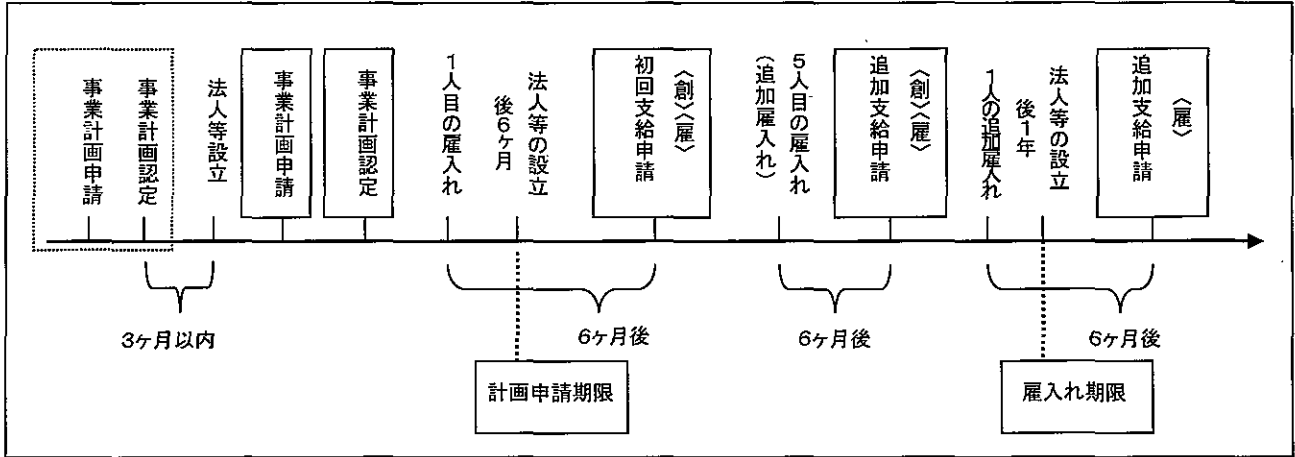 事業計画申請
事業計画認定
法人等設立
事業計画申請
事業計画認定
1人目の雇入れ
法人等の設立
後6ヶ月
〈創〉〈雇〉
初回支給申請
5人目の雇入れ
(追加雇入れ)
〈創〉〈雇〉
追加支給申請
1人の追加雇入れ
法人等の設立
後1年
〈雇〉
追加支給申請
3ヶ月以内
6ヶ月後
6ヶ月後
6ヶ月後
計画申請期限
雇入れ期限